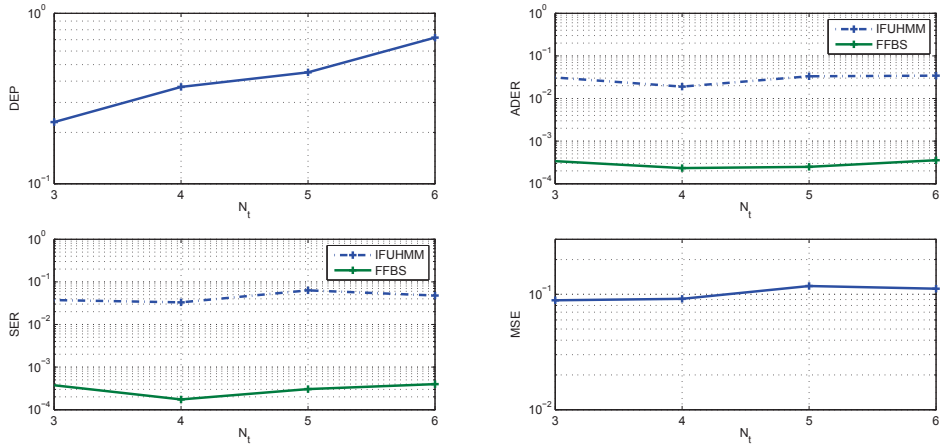 10^0
10^-1
DEP
3 4 5 6
N_t
10^0
10^-1
10^-2
10^-3
10^-4
ADER
3 4 5 6
N_t
IFUHMM
FFBS
10^0
10^-1
10^-2
10^-3
10^-4
SER
3 4 5 6
N_t
IFUHMM
FFBS
10^-1
10^-2
MSE
3 4 5 6
N_t